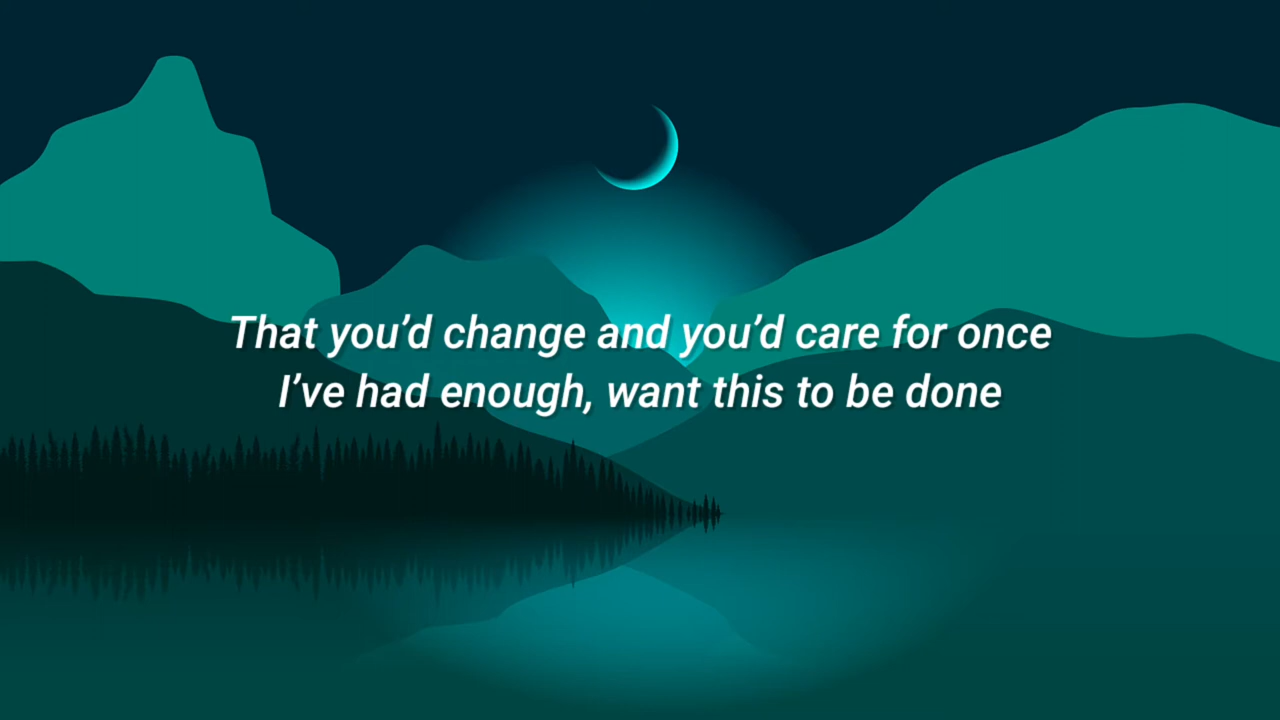 That you’d change and you’d care for once
I’ve had enough, want this to be done